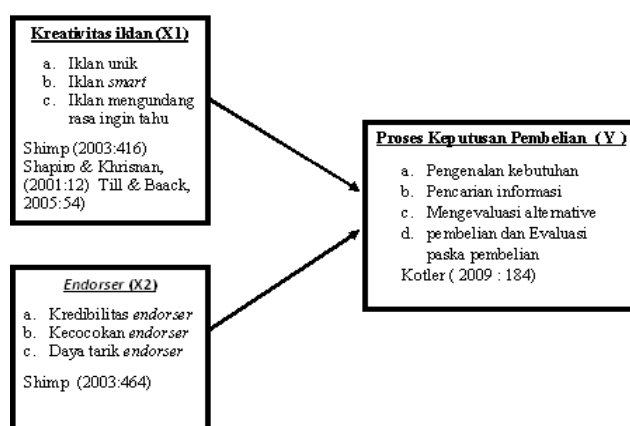 Kreativitas iklan (X1)
a. Iklan unik
b. Iklan smart
c. Iklan mengundang
rasa ingin tahu
Shimp (2003:416)
Shapiro & Khrisnan,
(2001:12) Till & Baack,
2005:54)
Endorser (X2)
a. Kredibilitas endorser
b. Kecocokan endorser
c. Daya tarik endorser
Shimp (2003:464)
Proses Keputusan Pembelian (Y)
a. Pengenalan kebutuhan
b. Pencarian informasi
c. Mengevaluasi alternative
d. pembelian dan Evaluasi
paska pembelian
Kotler ( 2009 : 184)